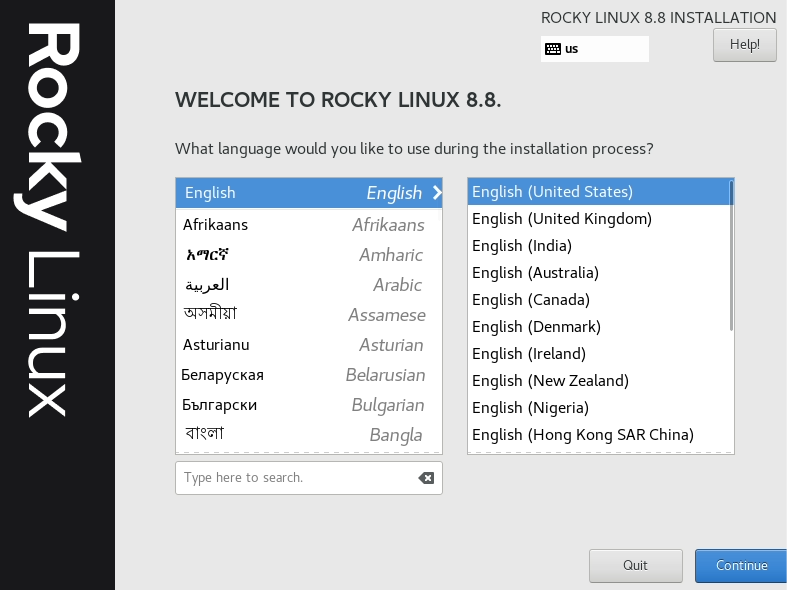 Rocky Linux
ROCKY LINUX 8.8 INSTALLATION
us
Help!
WELCOME TO ROCKY LINUX 8.8.
What language would you like to use during the installation process?
English English
Afrikaans Afrikaans
አማርኛ Amharic
العربية Arabic
অসমীয়া Assamese
Asturianu Asturian
Беларуская Belarusian
Български Bulgarian
বাংলা Bangla
Type here to search.
English (United States)
English (United Kingdom)
English (India)
English (Australia)
English (Canada)
English (Denmark)
English (Ireland)
English (New Zealand)
English (Nigeria)
English (Hong Kong SAR China)
Quit
Continue